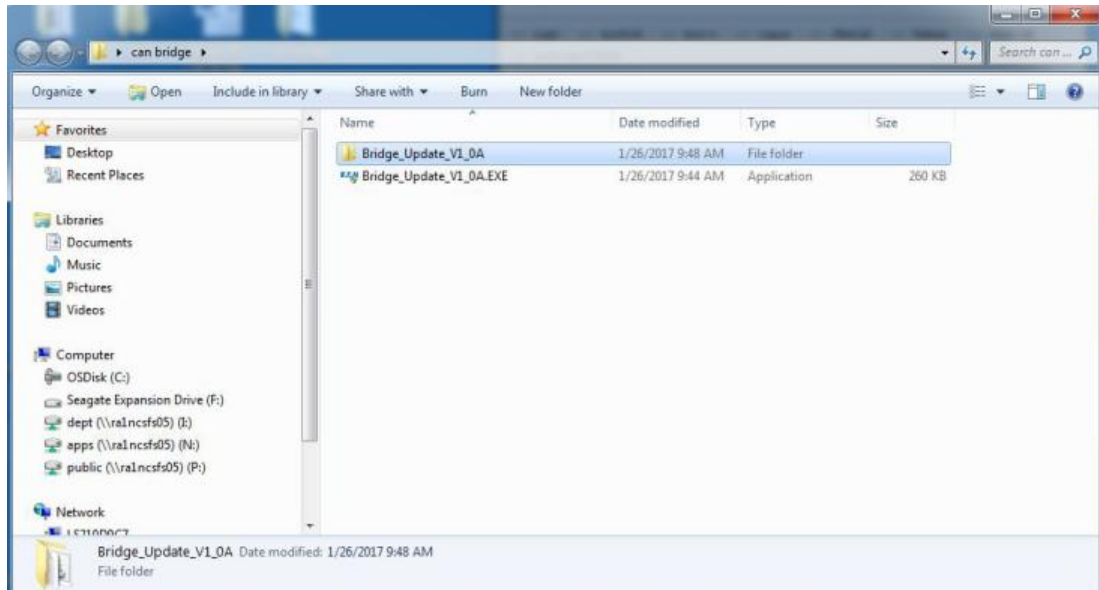 can bridge
Search can ...
Organize Open Include in library Share with Burn New folder
Name Date modified Type Size
Bridge_Update_V1_0A 1/26/2017 9:48 AM File folder
Bridge_Update_V1_0A.EXE 1/26/2017 9:44 AM Application 260 KB
Favorites
Desktop
Recent Places
Libraries
Documents
Music
Pictures
Videos
Computer
OSDisk (C:)
Seagate Expansion Drive (F:)
dept (\\ra1ncsfs05) (I:)
apps (\\ra1ncsfs05) (N:)
public (\\ra1ncsfs05) (P:)
Network
Bridge_Update_V1_0A Date modified: 1/26/2017 9:48 AM
File folder